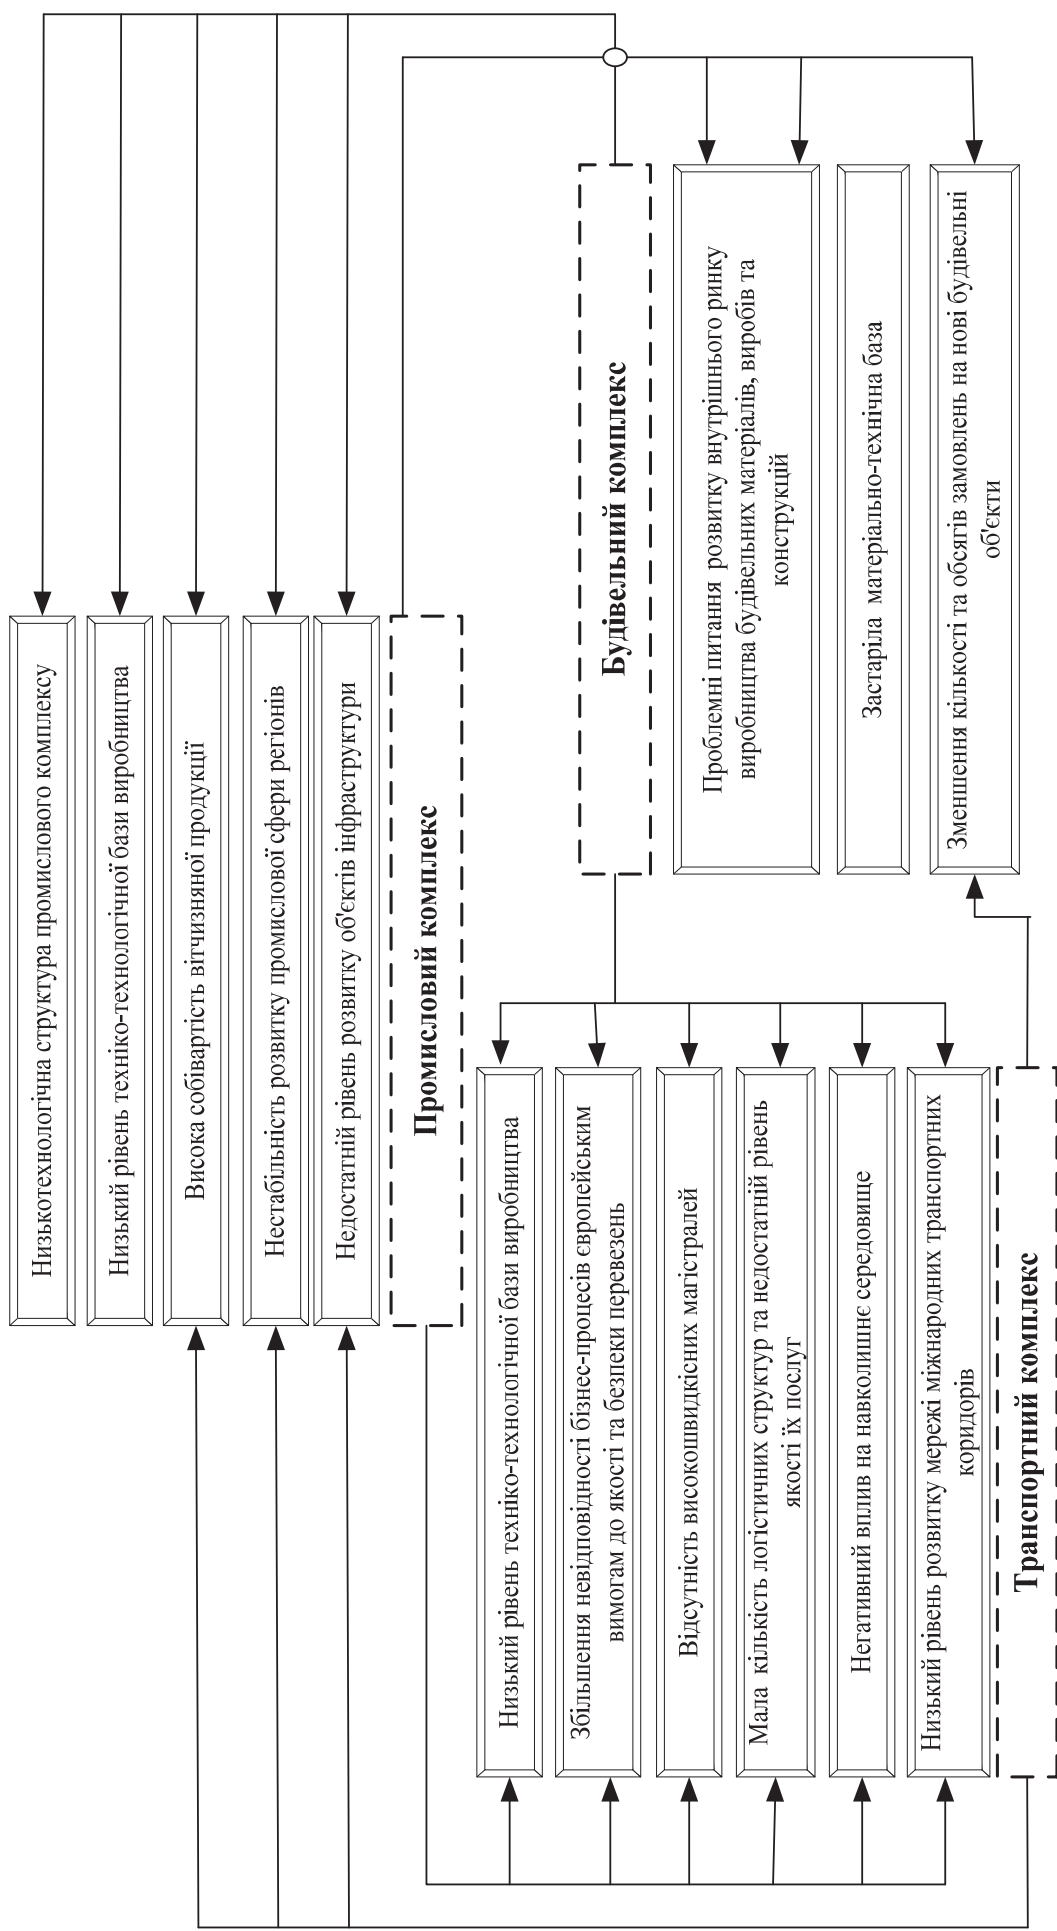 Низькотехнологічна структура промислового комплексу
Низький рівень техніко-технологічної бази виробництва
Висока собівартість вітчизняної продукції
Нестабільність розвитку промислової сфери регіонів
Недостатній рівень розвитку об'єктів інфраструктури
Промисловий комплекс
Низький рівень техніко-технологічної бази виробництва
Збільшення невідповідності бізнес-процесів європейським
вимогам до якості та безпеки перевезень
Відсутність високошвидкісних магістралей
Мала кількість логістичних структур та недостатній рівень
якості їх послуг
Негативний вплив на навколишнє середовище
Низький рівень розвитку мережі міжнародних транспортних
коридорів
Транспортний комплекс
Будівельний комплекс
Проблемні питання розвитку внутрішнього ринку
виробництва будівельних матеріалів, виробів та
конструкцій
Застаріла матеріально-технічна база
Зменшення кількості та обсягів замовлень на нові будівельні
об'єкти